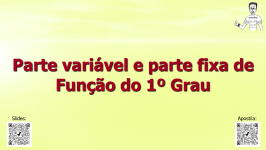 Parte variável e parte fixa de
Função do 1º Grau
Slides:
Apostila: